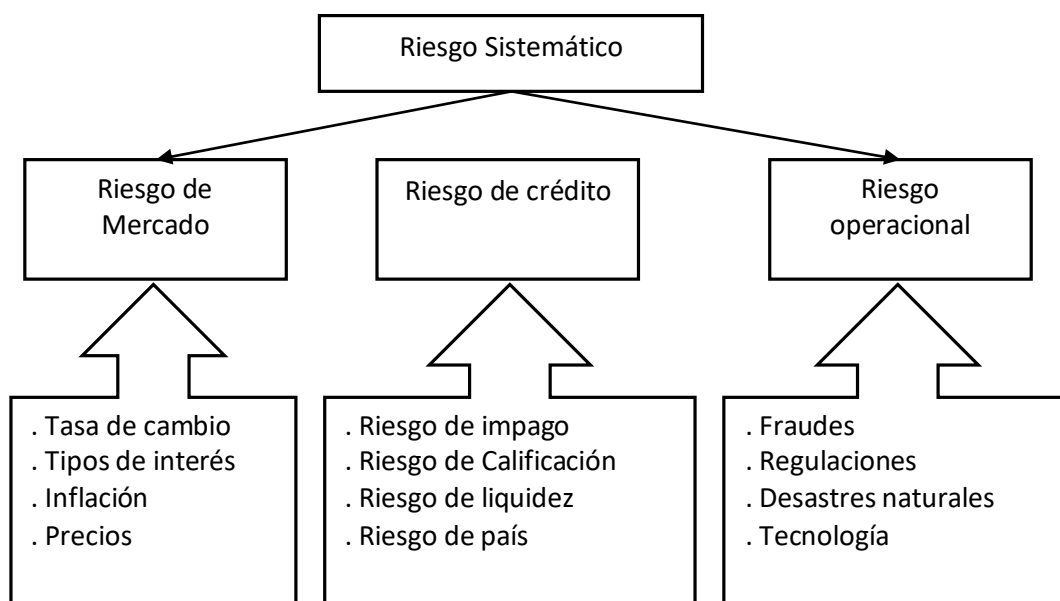 Riesgo Sistemático
Riesgo de
Mercado
Riesgo de crédito
Riesgo
operacional
. Tasa de cambio
. Tipos de interés
. Inflación
. Precios
. Riesgo de impago
. Riesgo de Calificación
. Riesgo de liquidez
. Riesgo de país
. Fraudes
. Regulaciones
. Desastres naturales
. Tecnología